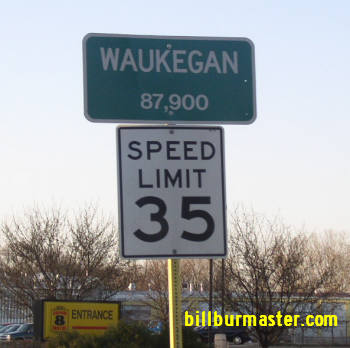 WAUKEGAN
87,900
SPEED
LIMIT
35
8
ENTRANCE
billburmaster.com